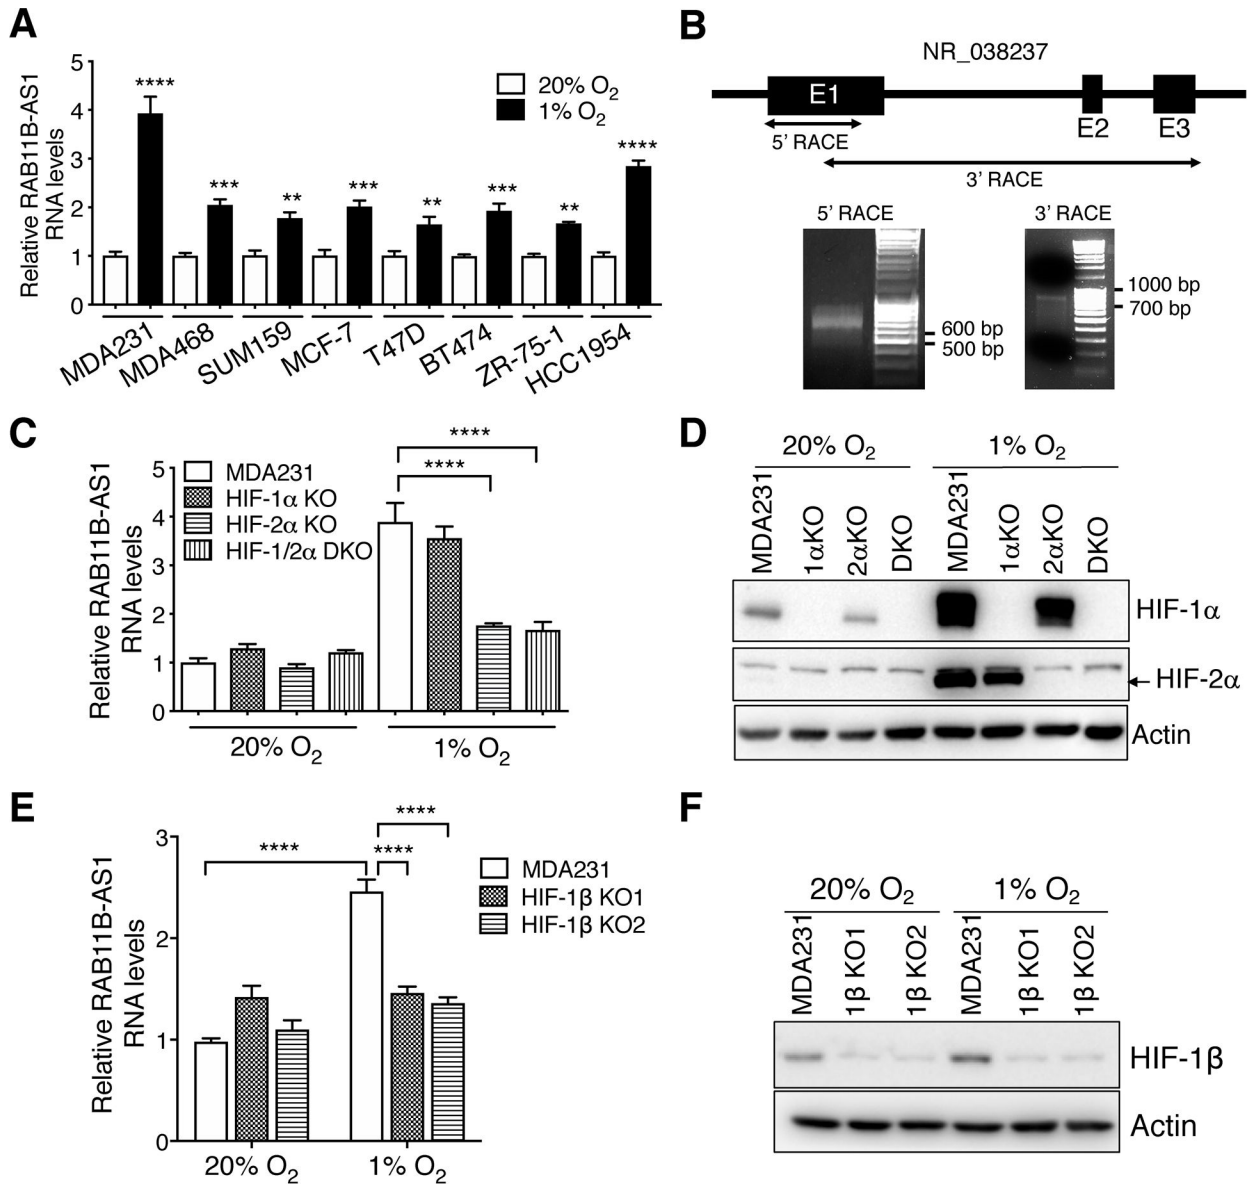 A
Relative RAB11B-AS1
RNA levels
5
4
3
2
1
0
****
***
**
***
**
***
**
****
20% O2
1% O2
MDA231
MDA468
SUM159
MCF-7
T47D
BT474
ZR-75-1
HCC1954
B
NR_038237
E1
E2
E3
5' RACE
3' RACE
5' RACE
3' RACE
600 bp
500 bp
1000 bp
700 bp
C
Relative RAB11B-AS1
RNA levels
5
4
3
2
1
0
MDA231
HIF-1α KO
HIF-2α KO
HIF-1/2α DKO
****
****
20% O2
1% O2
D
20% O2
1% O2
MDA231
1αKO
2αKO
DKO
MDA231
1αKO
2αKO
DKO
HIF-1α
HIF-2α
Actin
E
Relative RAB11B-AS1
RNA levels
3
2
1
0
****
****
****
MDA231
HIF-1β KO1
HIF-1β KO2
20% O2
1% O2
F
20% O2
1% O2
MDA231
1β KO1
1β KO2
MDA231
1β KO1
1β KO2
HIF-1β
Actin